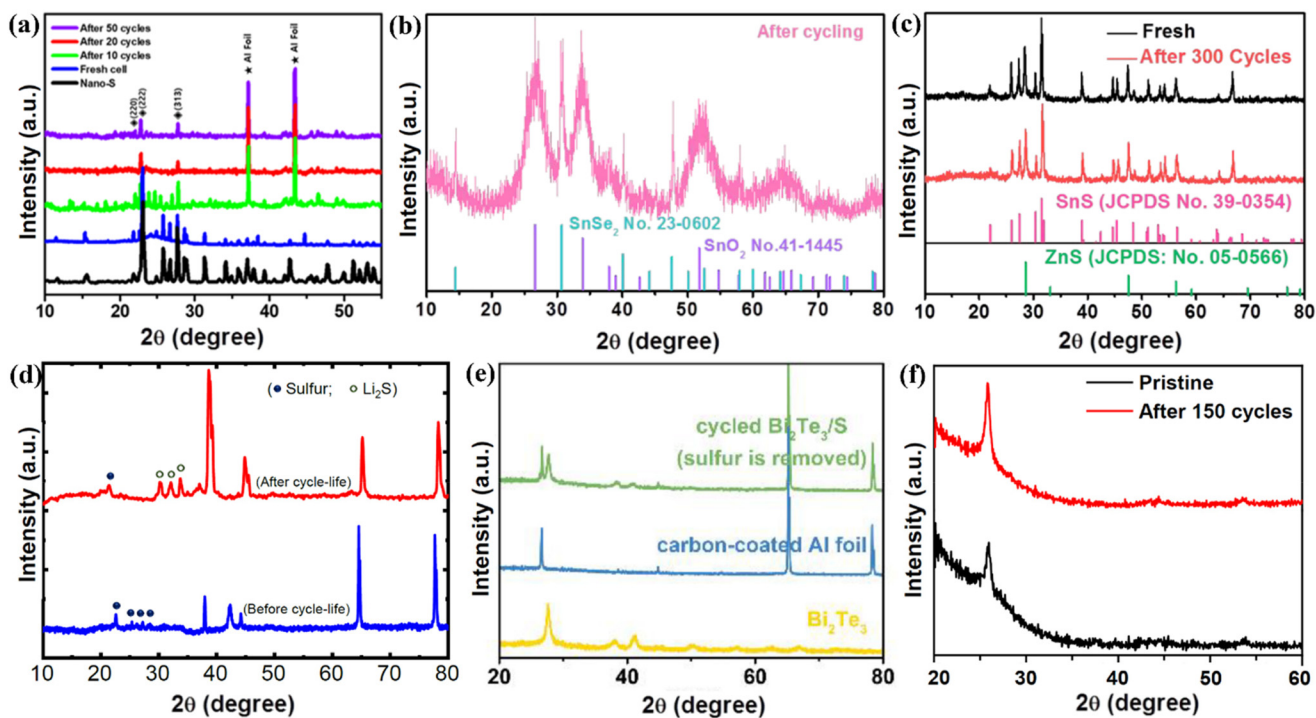 (a)
After 50 cycles
After 20 cycles
After 10 cycles
Fresh cell
Nano-S
(220)
(222)
(313)
★ Al Foil
★ Al Foil
Intensity (a.u.)
10 15 20 25 30 35 40 45 50 55
2θ (degree)
(b)
After cycling
SnSe2 No. 23-0602
SnO2 No.41-1445
Intensity (a.u.)
10 20 30 40 50 60 70 80
2θ (degree)
(c)
Fresh
After 300 Cycles
SnS (JCPDS No. 39-0354)
ZnS (JCPDS: No. 05-0566)
Intensity (a.u.)
10 20 30 40 50 60 70 80
2θ (degree)
(d)
( Sulfur; Li2S)
(After cycle-life)
(Before cycle-life)
Intensity (a.u.)
10 20 30 40 50 60 70 80
2θ (degree)
(e)
cycled Bi2Te3/S
(sulfur is removed)
carbon-coated Al foil
Bi2Te3
Intensity (a.u.)
20 40 60 80
2θ (degree)
(f)
Pristine
After 150 cycles
Intensity (a.u.)
20 30 40 50 60
2θ (degree)